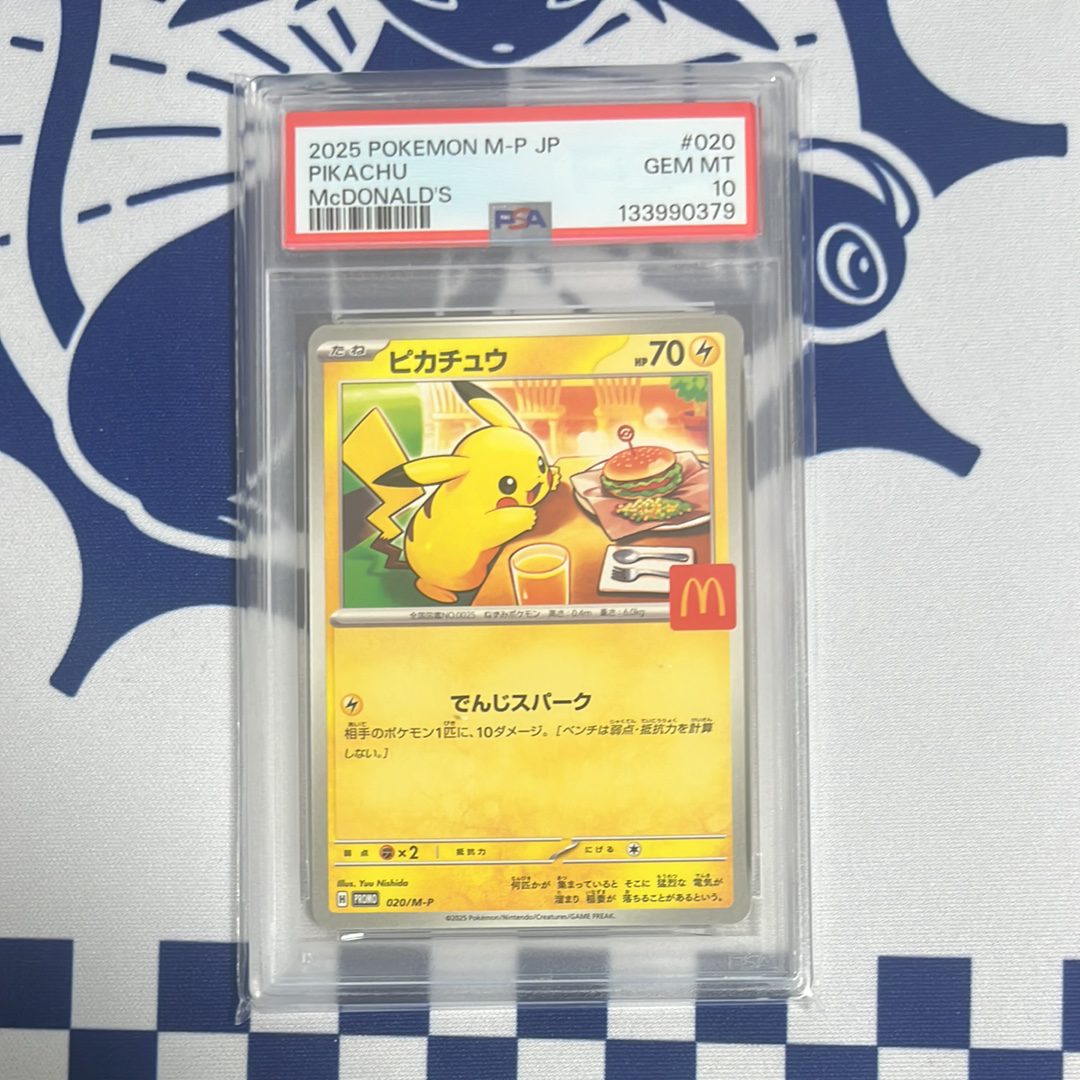 2025 POKEMON M-P JP
#020
PIKACHU
GEM MT
McDONALD'S
10
PSA
133990379
たね
ピカチュウ
HP70
全国図鑑NO.0025 ねずみポケモン 高さ:0.4m 重さ:6.0kg
でんじスパーク
相手のポケモン1匹に、10ダメージ。[ベンチは弱点・抵抗力を計算
しない。]
弱点 ×2 抵抗力 にげる
Illus. Yuu Nishida
何匹かが 集まっていると そこに 猛烈な 電気が
溜まり 稲妻が 落ちることがあるという。
H PROMO 020/M-P
©2025 Pokémon/Nintendo/Creatures/GAME FREAK.